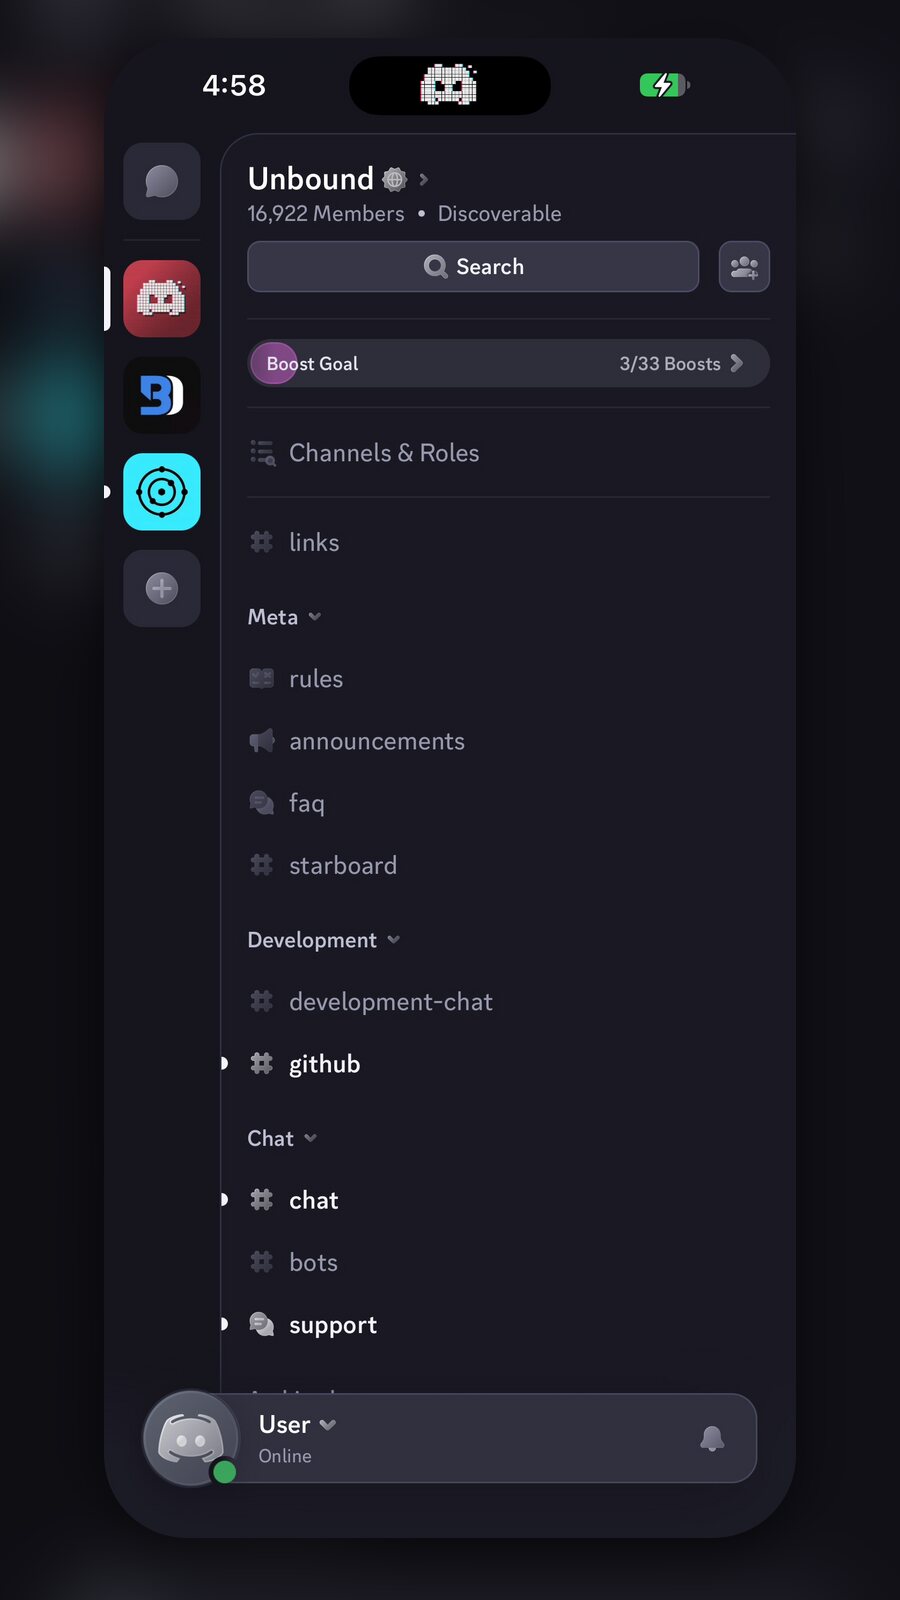 4:58
Unbound
16,922 Members • Discoverable
Search
Boost Goal
3/33 Boosts
Channels & Roles
links
Meta
rules
announcements
faq
starboard
Development
development-chat
github
Chat
chat
bots
support
User
Online